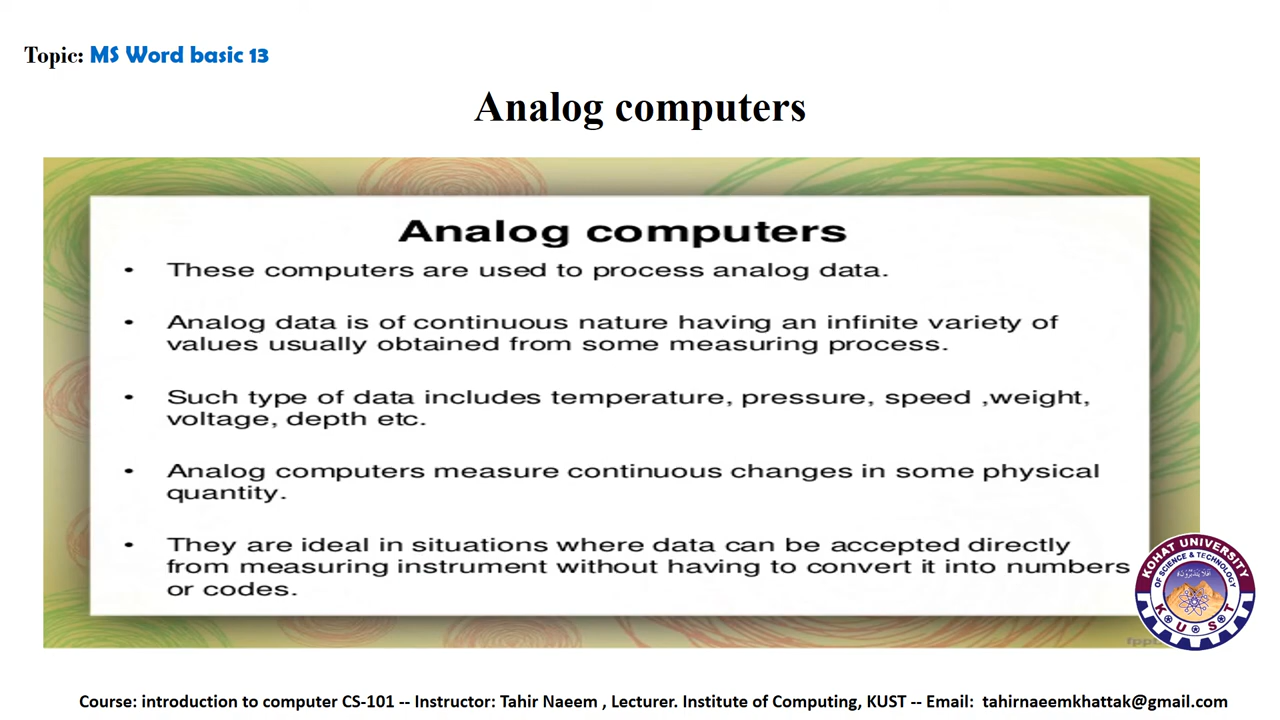 Topic: MS Word basic 13
Analog computers
Analog computers
• These computers are used to process analog data.
• Analog data is of continuous nature having an infinite variety of
values usually obtained from some measuring process.
• Such type of data includes temperature, pressure, speed ,weight,
voltage, depth etc.
• Analog computers measure continuous changes in some physical
quantity.
• They are ideal in situations where data can be accepted directly
from measuring instrument without having to convert it into numbers
or codes.
KOHAT UNIVERSITY
OF SCIENCE & TECHNOLOGY
K U S T
Course: introduction to computer CS-101 -- Instructor: Tahir Naeem , Lecturer. Institute of Computing, KUST -- Email: tahirnaeemkhattak@gmail.com